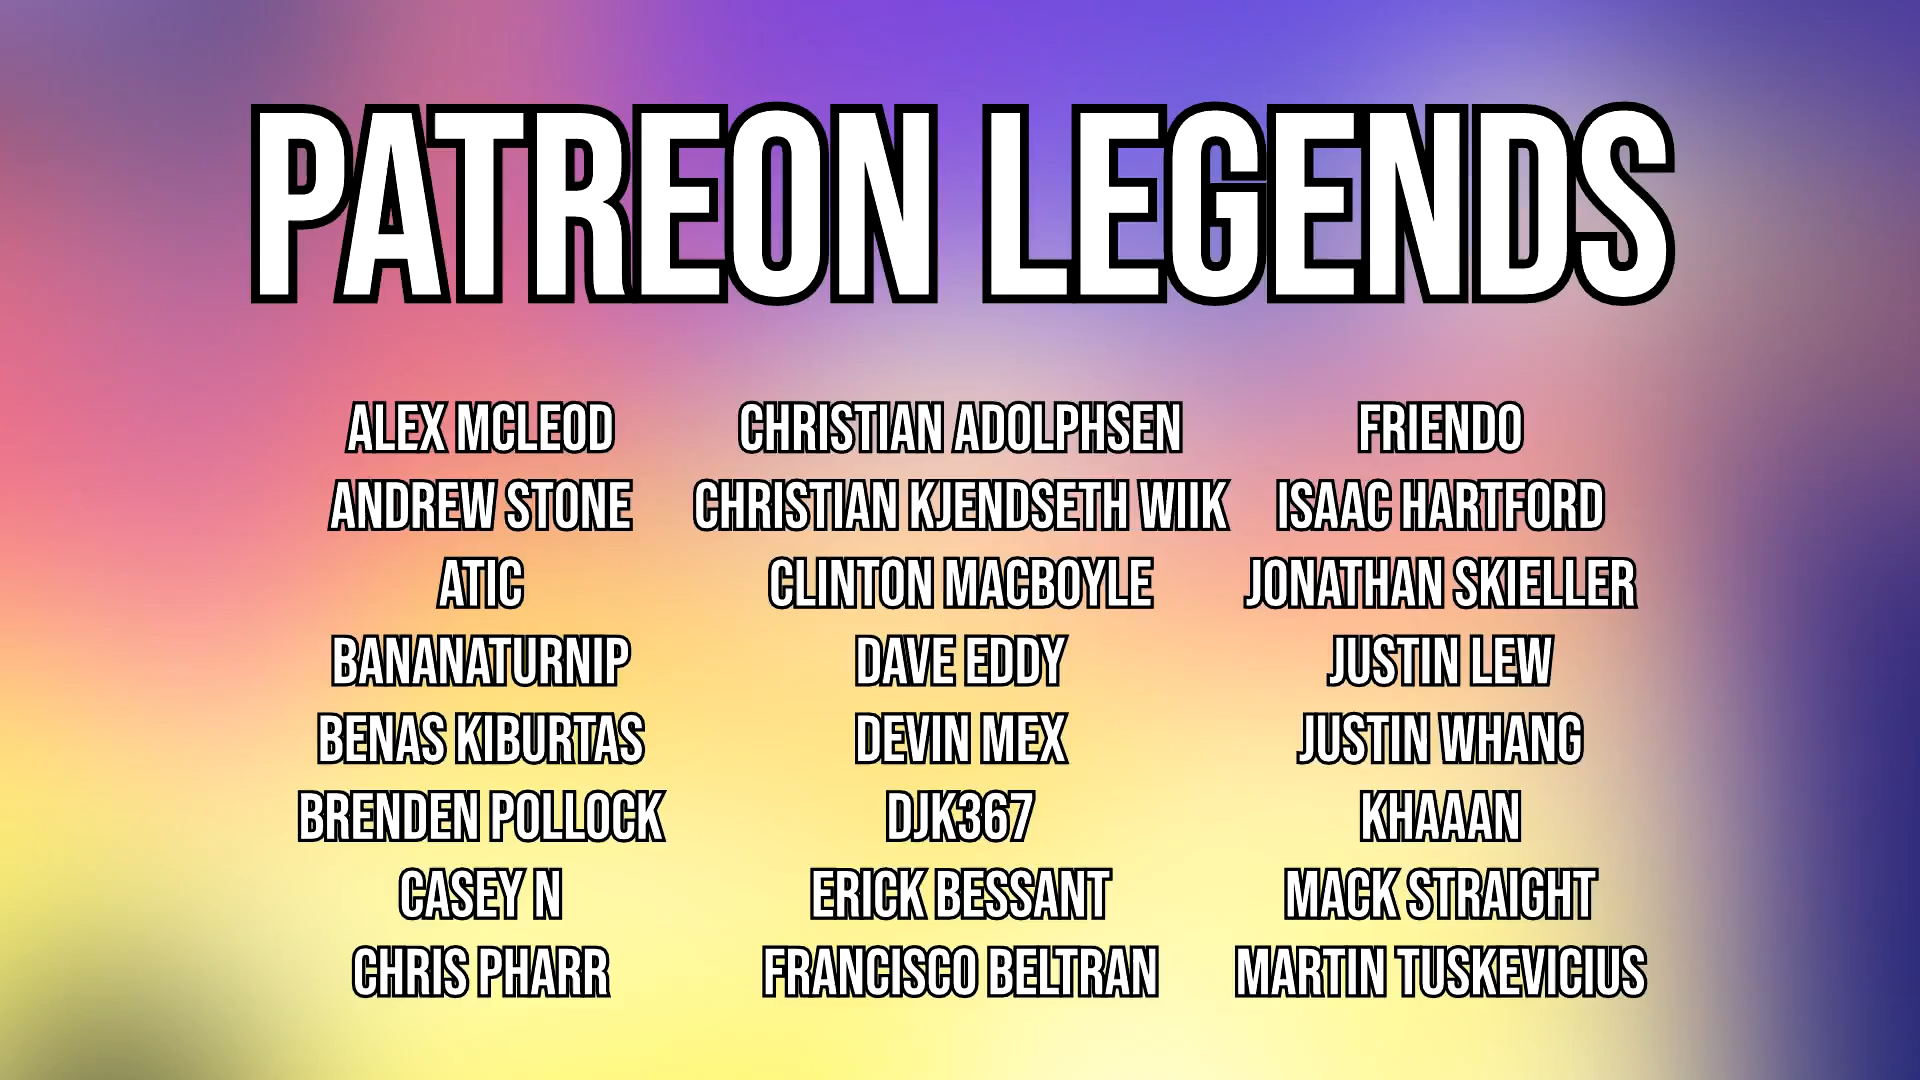 PATREON LEGENDS
ALEX MCLEOD
ANDREW STONE
ATIC
BANANATURNIP
BENAS KIBURTAS
BRENDEN POLLOCK
CASEY N
CHRIS PHARR
CHRISTIAN ADOLPHSEN
CHRISTIAN KJENDSETH WIIK
CLINTON MACBOYLE
DAVE EDDY
DEVIN MEX
DJK367
ERICK BESSANT
FRANCISCO BELTRAN
FRIENDO
ISAAC HARTFORD
JONATHAN SKIELLER
JUSTIN LEW
JUSTIN WHANG
KHAAAN
MACK STRAIGHT
MARTIN TUSKEVICIUS